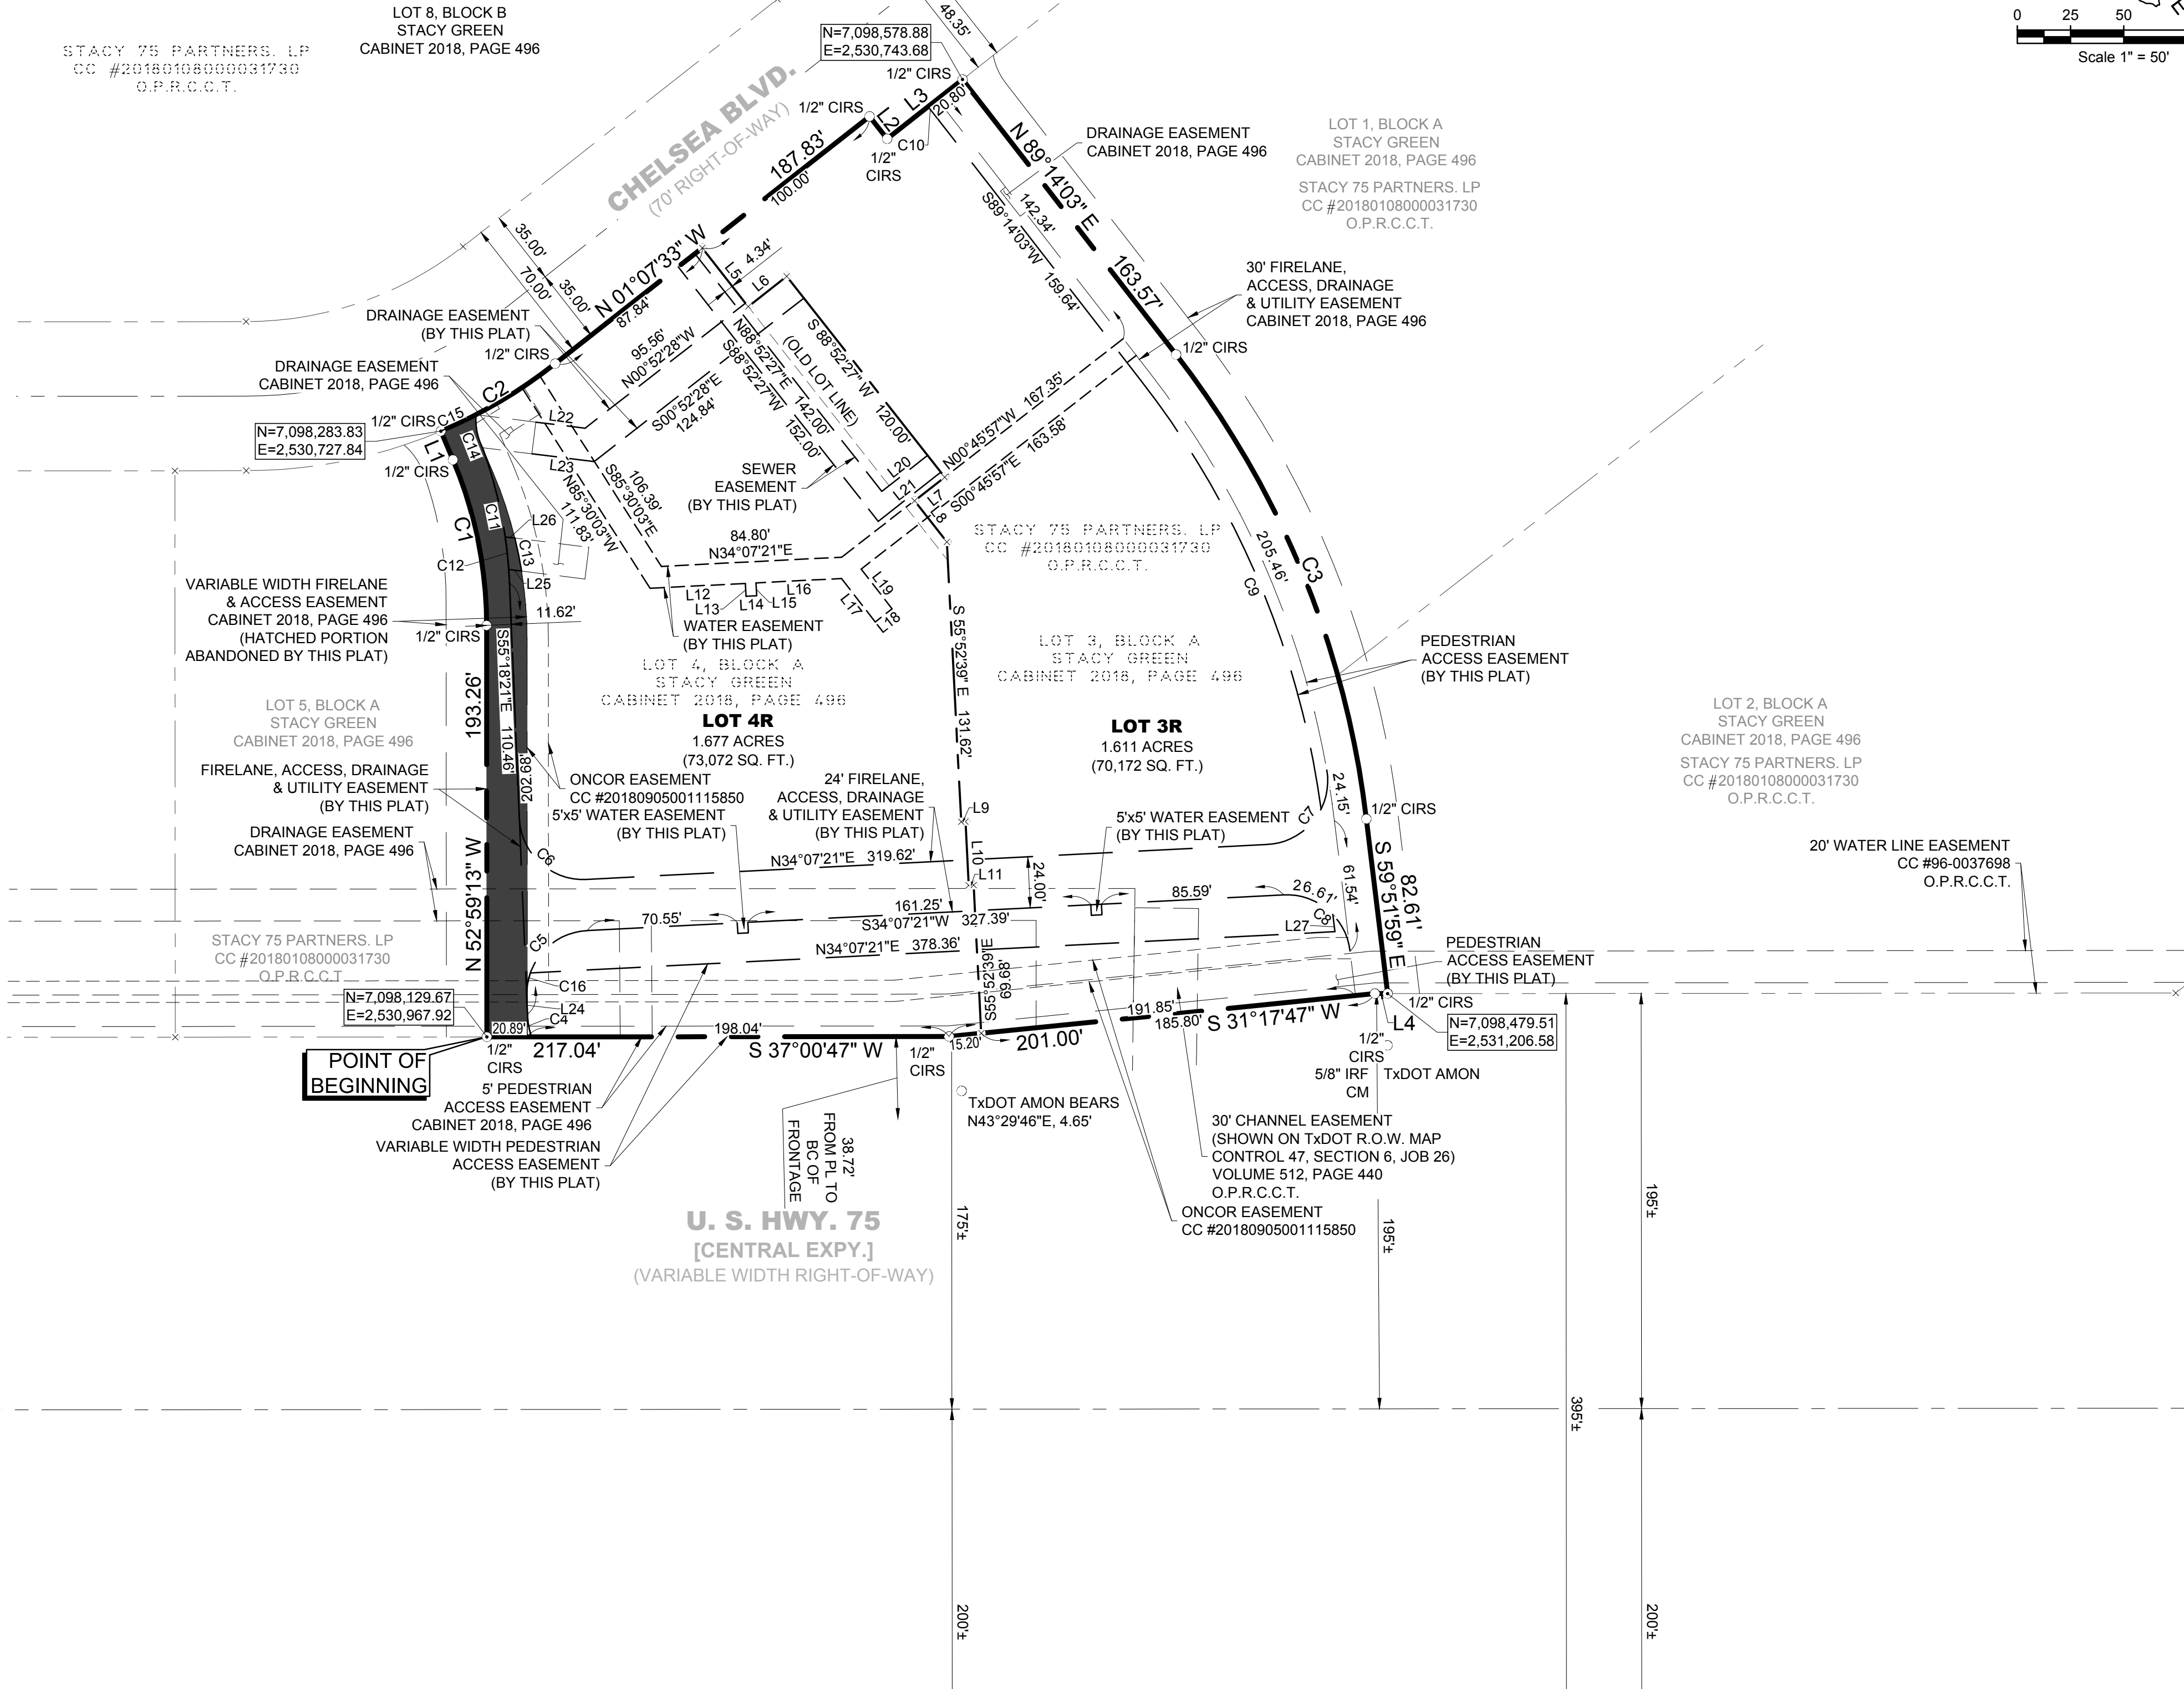 LOT 8, BLOCK B
STACY GREEN
CABINET 2018, PAGE 496
STACY 75 PARTNERS. LP
CC #20180108000031730
O.P.R.C.C.T.
N=7,098,578.88
E=2,530,743.68
48.35'
0 25 50
Scale 1" = 50'
CHELSEA BLVD.
(70' RIGHT-OF-WAY)
1/2" CIRS
1/2" CIRS
L2
L3
20.80'
C10
1/2"
CIRS
187.83'
100.00'
N 01°07'33" W
87.84'
N 89°14'03" E
163.57'
DRAINAGE EASEMENT
CABINET 2018, PAGE 496
LOT 1, BLOCK A
STACY GREEN
CABINET 2018, PAGE 496
STACY 75 PARTNERS. LP
CC #20180108000031730
O.P.R.C.C.T.
142.34'
S89°14'03"W 159.64'
30' FIRELANE,
ACCESS, DRAINAGE
& UTILITY EASEMENT
CABINET 2018, PAGE 496
1/2" CIRS
35.00'
70.00'
35.00'
L5
4.34'
L6
DRAINAGE EASEMENT
(BY THIS PLAT)
1/2" CIRS
DRAINAGE EASEMENT
CABINET 2018, PAGE 496
95.56'
N00°52'28"W
S00°52'28"E
124.84'
N88°52'27"E 142.00'
S88°52'27"W 152.00'
(OLD LOT LINE)
S 88°52'27" W 120.00'
C2
1/2" CIRS
C15
N=7,098,283.83
E=2,530,727.84
L1
1/2" CIRS
C14
L22
L23
L20
L21
L7
L8
N00°45'57"W 167.35'
S00°45'57"E 163.58'
SEWER
EASEMENT
(BY THIS PLAT)
106.39'
S85°30'03"E
N85°30'03"W
111.83'
84.80'
N34°07'21"E
C1
C11
L26
C13
C12
L25
STACY 75 PARTNERS. LP
CC #20180108000031730
O.P.R.C.C.T.
205.46'
C9
C3
VARIABLE WIDTH FIRELANE
& ACCESS EASEMENT
CABINET 2018, PAGE 496
(HATCHED PORTION
ABANDONED BY THIS PLAT)
11.62'
1/2" CIRS
L12
L13
L14
L15
L16
L17
L18
L19
WATER EASEMENT
(BY THIS PLAT)
LOT 4, BLOCK A
STACY GREEN
CABINET 2018, PAGE 496
LOT 4R
1.677 ACRES
(73,072 SQ. FT.)
S 55°52'39" E 131.62'
LOT 3, BLOCK A
STACY GREEN
CABINET 2018, PAGE 496
LOT 3R
1.611 ACRES
(70,172 SQ. FT.)
PEDESTRIAN
ACCESS EASEMENT
(BY THIS PLAT)
LOT 2, BLOCK A
STACY GREEN
CABINET 2018, PAGE 496
STACY 75 PARTNERS. LP
CC #20180108000031730
O.P.R.C.C.T.
LOT 5, BLOCK A
STACY GREEN
CABINET 2018, PAGE 496
193.26'
N 52°59'13" W
S55°18'21"E 110.46'
202.68'
FIRELANE, ACCESS, DRAINAGE
& UTILITY EASEMENT
(BY THIS PLAT)
DRAINAGE EASEMENT
CABINET 2018, PAGE 496
ONCOR EASEMENT
CC #20180905001115850
5'x5' WATER EASEMENT
(BY THIS PLAT)
24' FIRELANE,
ACCESS, DRAINAGE
& UTILITY EASEMENT
(BY THIS PLAT)
5'x5' WATER EASEMENT
(BY THIS PLAT)
L9
L10
L11
24.15'
C7
1/2" CIRS
C6
N34°07'21"E 319.62'
24.00'
85.59'
26.61'
C8
L27
61.54'
82.61'
S 59°51'59" E
20' WATER LINE EASEMENT
CC #96-0037698
O.P.R.C.C.T.
70.55'
161.25'
S34°07'21"W 327.39'
N34°07'21"E 378.36'
C5
STACY 75 PARTNERS. LP
CC #20180108000031730
O.P.R.C.C.T.
N=7,098,129.67
E=2,530,967.92
C16
L24
C4
20.89'
S55°52'39"E
69.68'
PEDESTRIAN
ACCESS EASEMENT
(BY THIS PLAT)
1/2" CIRS
L4
N=7,098,479.51
E=2,531,206.58
POINT OF
BEGINNING
1/2"
CIRS
217.04'
198.04'
S 37°00'47" W
1/2"
CIRS
15.20'
201.00'
191.85'
185.80'
S 31°17'47" W
1/2"
CIRS
5/8" IRF
CM
TxDOT AMON
5' PEDESTRIAN
ACCESS EASEMENT
CABINET 2018, PAGE 496
VARIABLE WIDTH PEDESTRIAN
ACCESS EASEMENT
(BY THIS PLAT)
38.72'
FROM PL TO
BC OF
FRONTAGE
TxDOT AMON BEARS
N43°29'46"E, 4.65'
30' CHANNEL EASEMENT
(SHOWN ON TxDOT R.O.W. MAP
CONTROL 47, SECTION 6, JOB 26)
VOLUME 512, PAGE 440
O.P.R.C.C.T.
ONCOR EASEMENT
CC #20180905001115850
U. S. HWY. 75
[CENTRAL EXPY.]
(VARIABLE WIDTH RIGHT-OF-WAY)
175'±
195'±
195'±
395'±
200'±
200'±